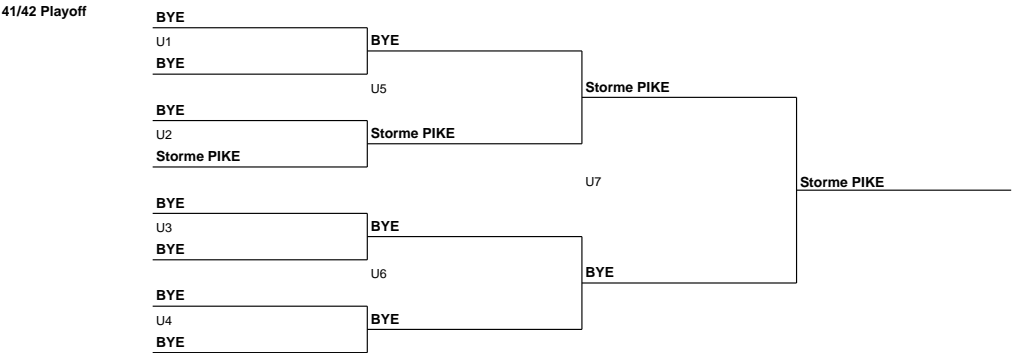 41/42 Playoff
BYE
U1
BYE
BYE
U5
BYE
U2
Storme PIKE
Storme PIKE
Storme PIKE
U7
Storme PIKE
BYE
U3
BYE
BYE
U6
BYE
U4
BYE
BYE
BYE